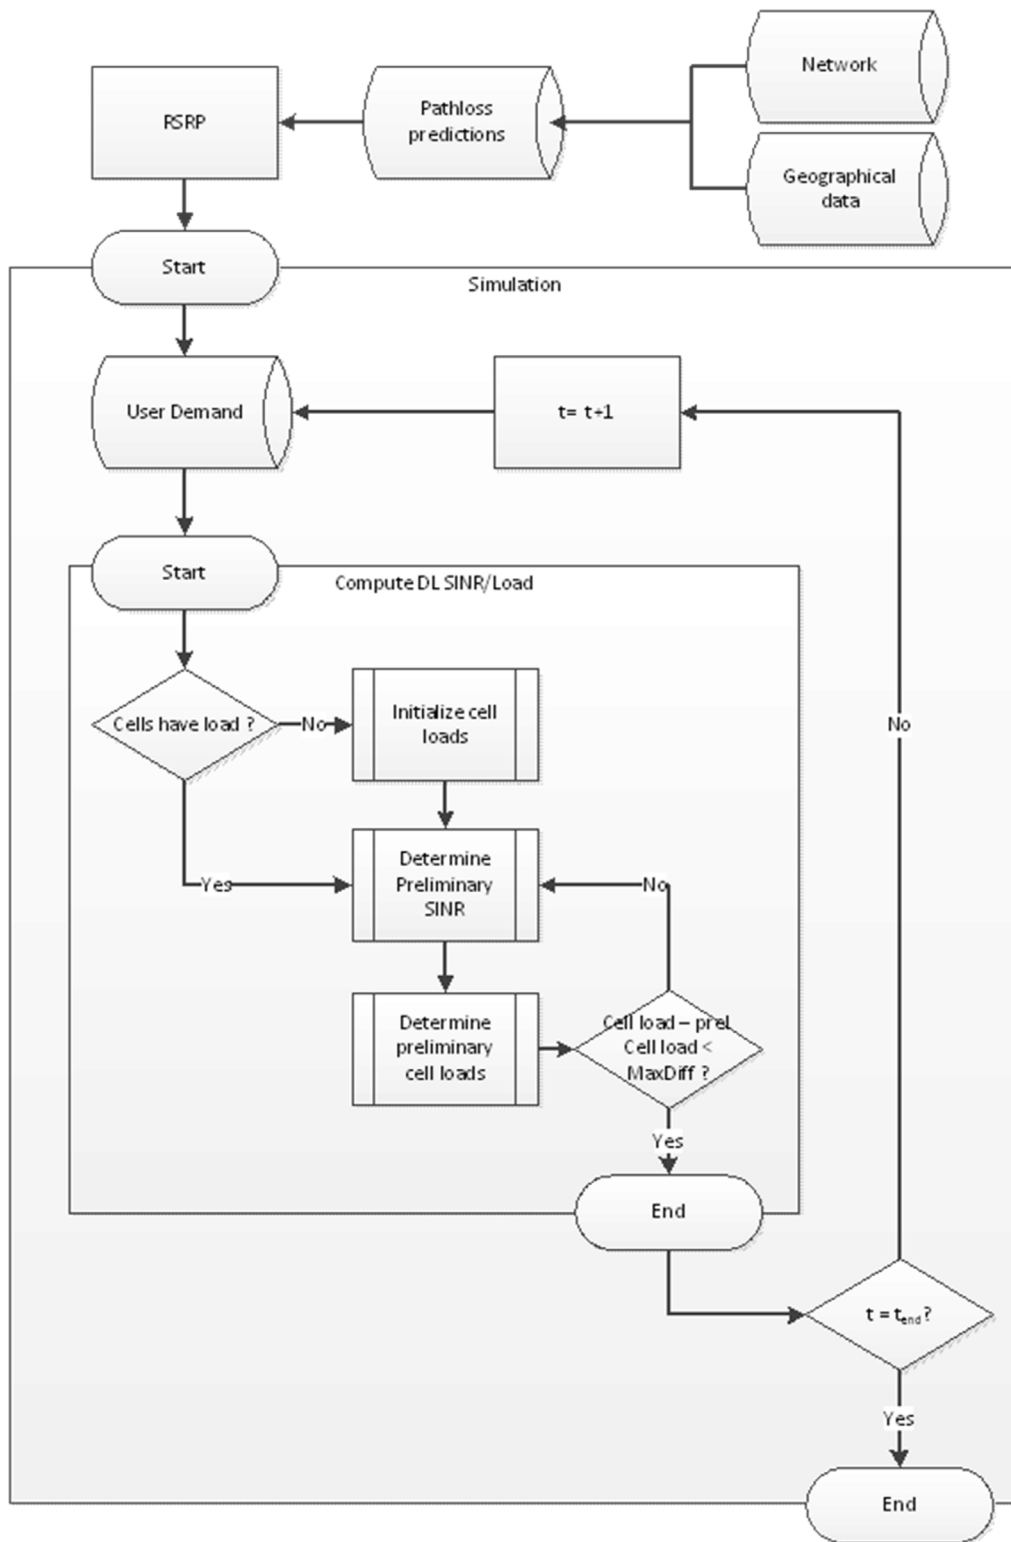 Network
RSRP
Pathloss
predictions
Geographical
data
Start
Simulation
User Demand
t= t+1
Start
Compute DL SINR/Load
Cells have load ?
No
Initialize cell
loads
No
Yes
Determine
Preliminary
SINR
No
Determine
preliminary
cell loads
Cell load – prel
Cell load <
MaxDiff ?
Yes
End
t = tend?
Yes
End